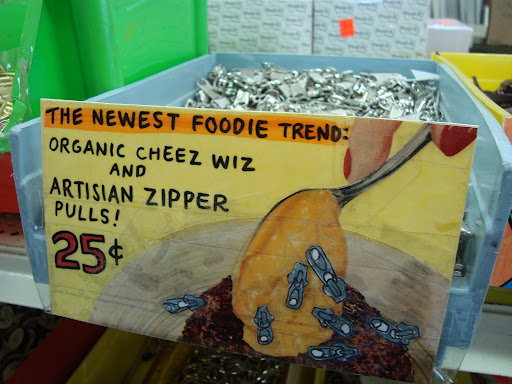 THE NEWEST FOODIE TREND:
ORGANIC CHEEZ WIZ
AND
ARTISIAN ZIPPER
PULLS!
25¢